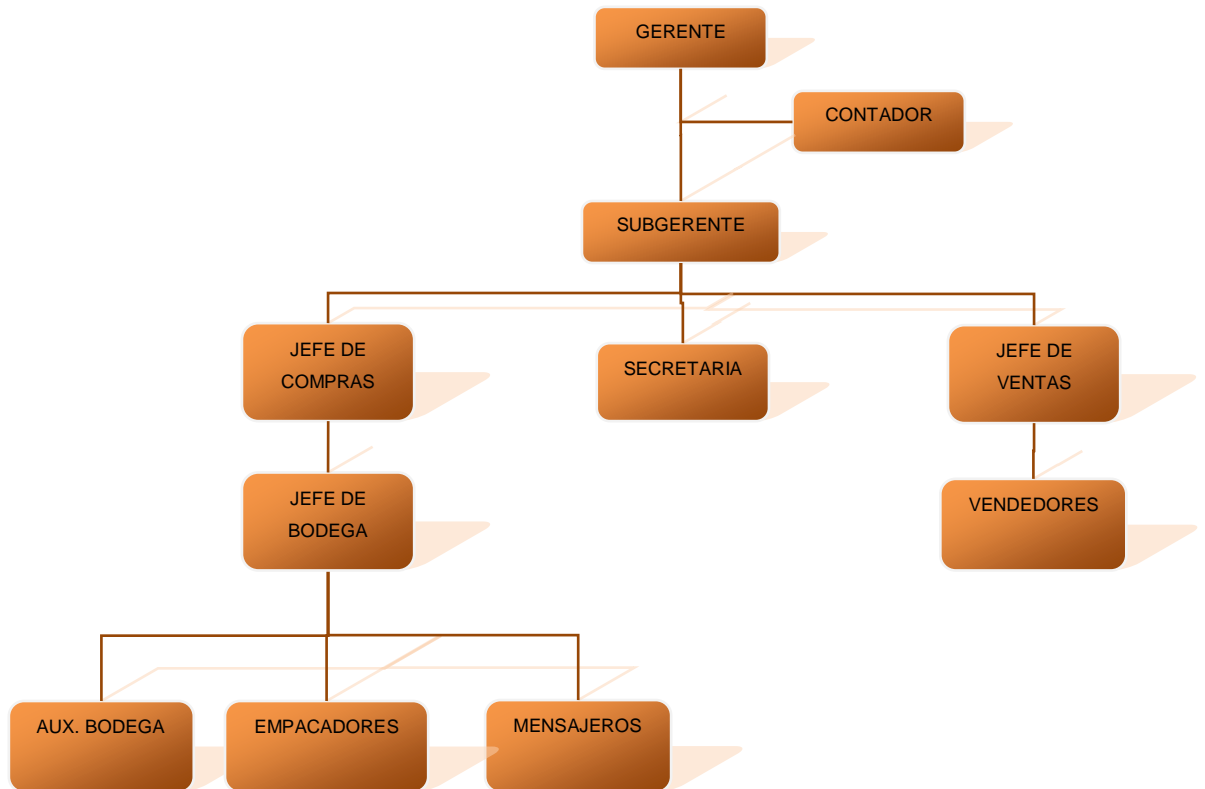 GERENTE
CONTADOR
SUBGERENTE
JEFE DE
COMPRAS
SECRETARIA
JEFE DE
VENTAS
JEFE DE
BODEGA
VENDEDORES
AUX. BODEGA
EMPACADORES
MENSAJEROS